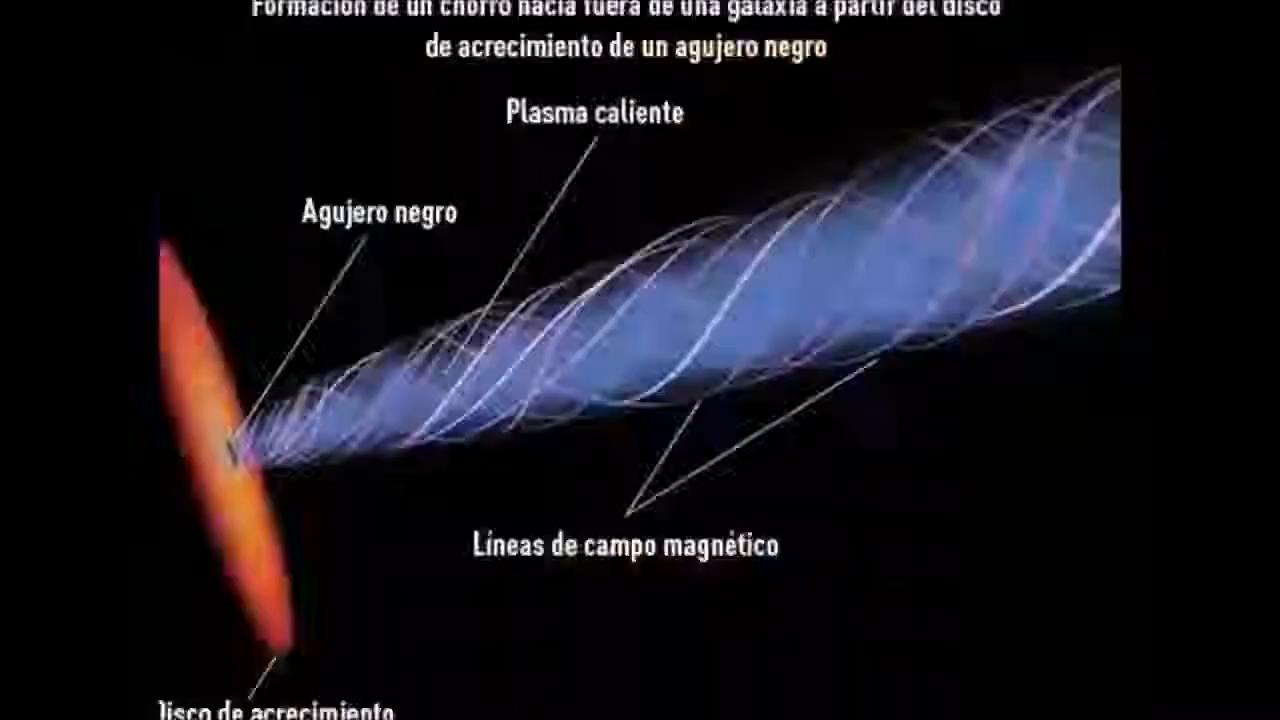 Formación de un chorro hacia fuera de una galaxia a partir del disco
de acrecimiento de un agujero negro
Plasma caliente
Agujero negro
Líneas de campo magnético
Disco de acrecimiento